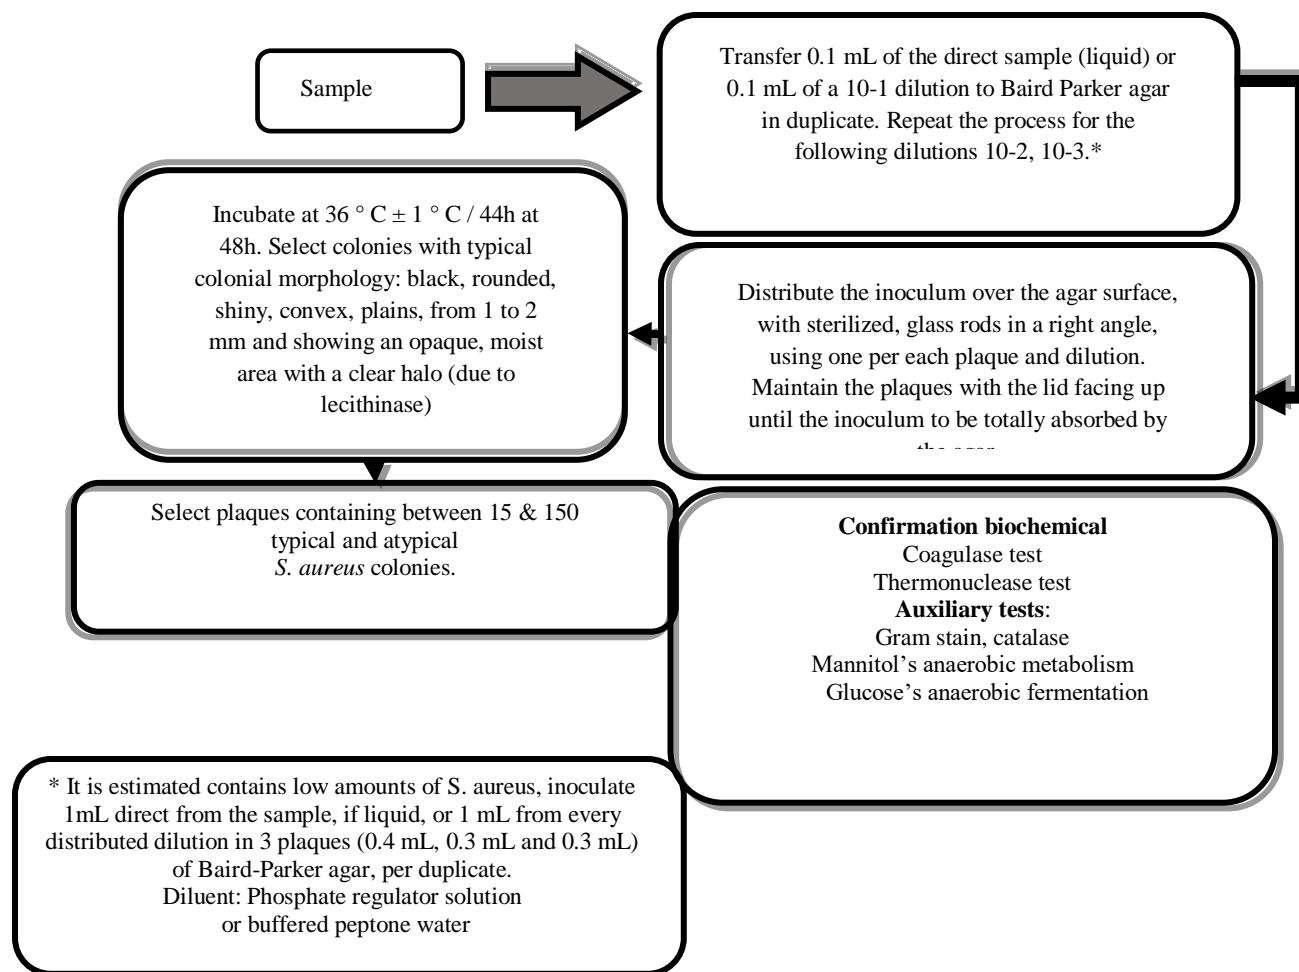 Sample
Transfer 0.1 mL of the direct sample (liquid) or
0.1 mL of a 10-1 dilution to Baird Parker agar
in duplicate. Repeat the process for the
following dilutions 10-2, 10-3.*
Distribute the inoculum over the agar surface,
with sterilized, glass rods in a right angle,
using one per each plaque and dilution.
Maintain the plaques with the lid facing up
until the inoculum to be totally absorbed by
the agar
Incubate at 36 ° C ± 1 ° C / 44h at
48h. Select colonies with typical
colonial morphology: black, rounded,
shiny, convex, plains, from 1 to 2
mm and showing an opaque, moist
area with a clear halo (due to
lecithinase)
Select plaques containing between 15 & 150
typical and atypical
S. aureus colonies.
Confirmation biochemical
Coagulase test
Thermonuclease test
Auxiliary tests:
Gram stain, catalase
Mannitol’s anaerobic metabolism
Glucose’s anaerobic fermentation
* It is estimated contains low amounts of S. aureus, inoculate
1mL direct from the sample, if liquid, or 1 mL from every
distributed dilution in 3 plaques (0.4 mL, 0.3 mL and 0.3 mL)
of Baird-Parker agar, per duplicate.
Diluent: Phosphate regulator solution
or buffered peptone water